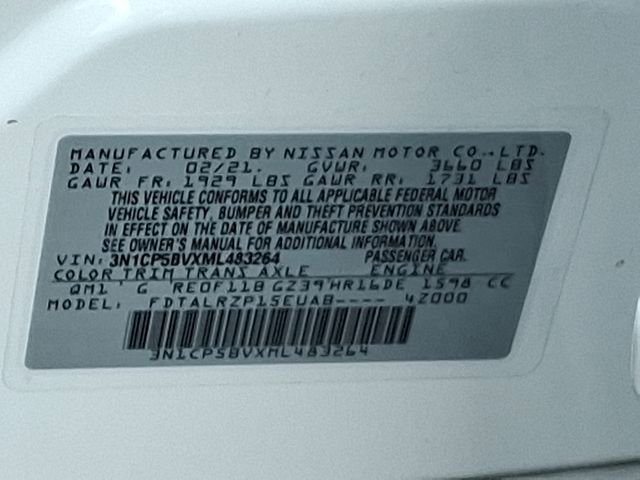 MANUFACTURED BY NISSAN MOTOR CO.,LTD.
DATE: 02/21. GVWR: 3660 LBS
GAWR FR: 1929 LBS GAWR RR: 1731 LBS
THIS VEHICLE CONFORMS TO ALL APPLICABLE FEDERAL MOTOR
VEHICLE SAFETY, BUMPER AND THEFT PREVENTION STANDARDS
IN EFFECT ON THE DATE OF MANUFACTURE SHOWN ABOVE.
SEE OWNER'S MANUAL FOR ADDITIONAL INFORMATION.
VIN: 3N1CP5BVXML483264 PASSENGER CAR.
COLOR TRIM TRANS AXLE ENGINE
QM1 G RE0F11B GZ39 HR16DE 1598 CC
MODEL: FDTALRZP15EUAB---- 4Z000
3N1CP5BVXML483264